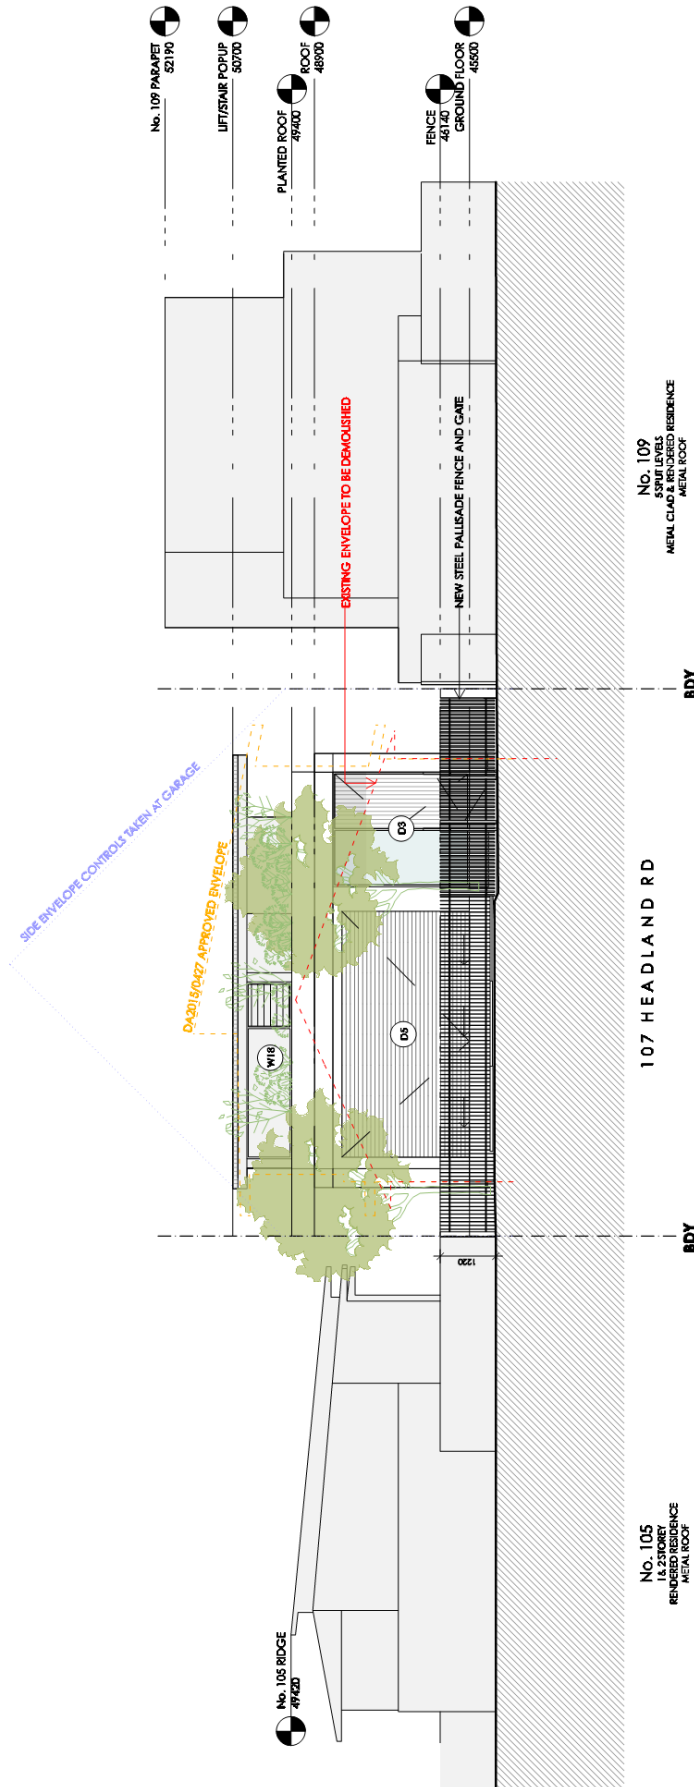 No. 109 PARAPET
52190
LIFT/STAIR POPUP
50700
PLANTED ROOF
49400
ROOF
48900
FENCE
46140
GROUND FLOOR
45500
EXISTING ENVELOPE TO BE DEMOLISHED
NEW STEEL PALLISADE FENCE AND GATE
No. 109
5 SPLIT LEVELS
METAL CLAD & RENDERED RESIDENCE
METAL ROOF
BDY
SIDE ENVELOPE CONTROLS TAKEN AT GARAGE
DA2015/0427 APPROVED ENVELOPE
D3
D5
W18
107 HEADLAND RD
BDY
1220
No. 105 RIDGE
49420
No. 105
1 & 2 STOREY
RENDERED RESIDENCE
METAL ROOF